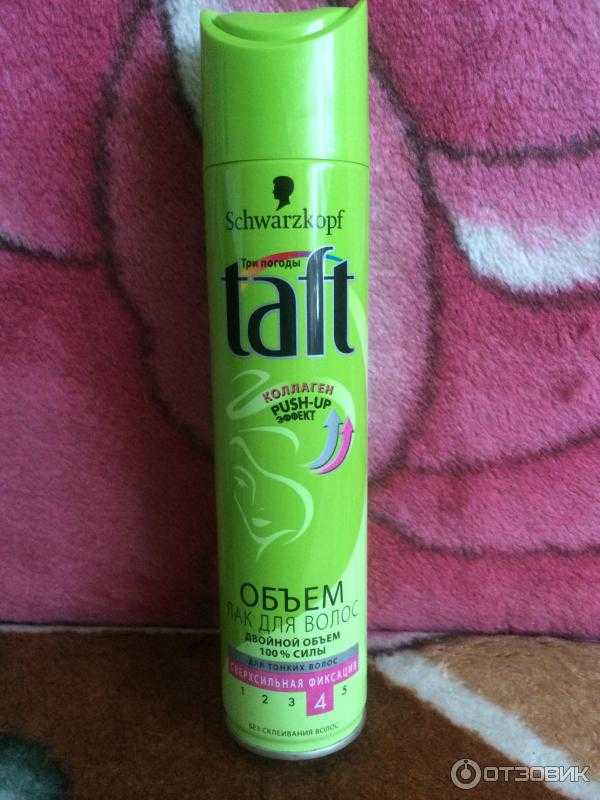 Schwarzkopf
Три погоды
taft
КОЛЛАГЕН
PUSH-UP
ЭФФЕКТ
ОБЪЕМ
ЛАК ДЛЯ ВОЛОС
ДВОЙНОЙ ОБЪЕМ
100% СИЛЫ
ДЛЯ ТОНКИХ ВОЛОС
СВЕРХСИЛЬНАЯ ФИКСАЦИЯ
1 2 3 4 5
БЕЗ СКЛЕИВАНИЯ ВОЛОС
ОТЗОВИК